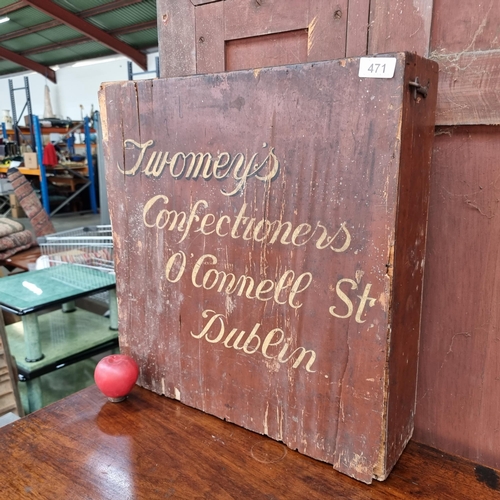 471
Twomey's
Confectioners
O'Connell St
Dublin